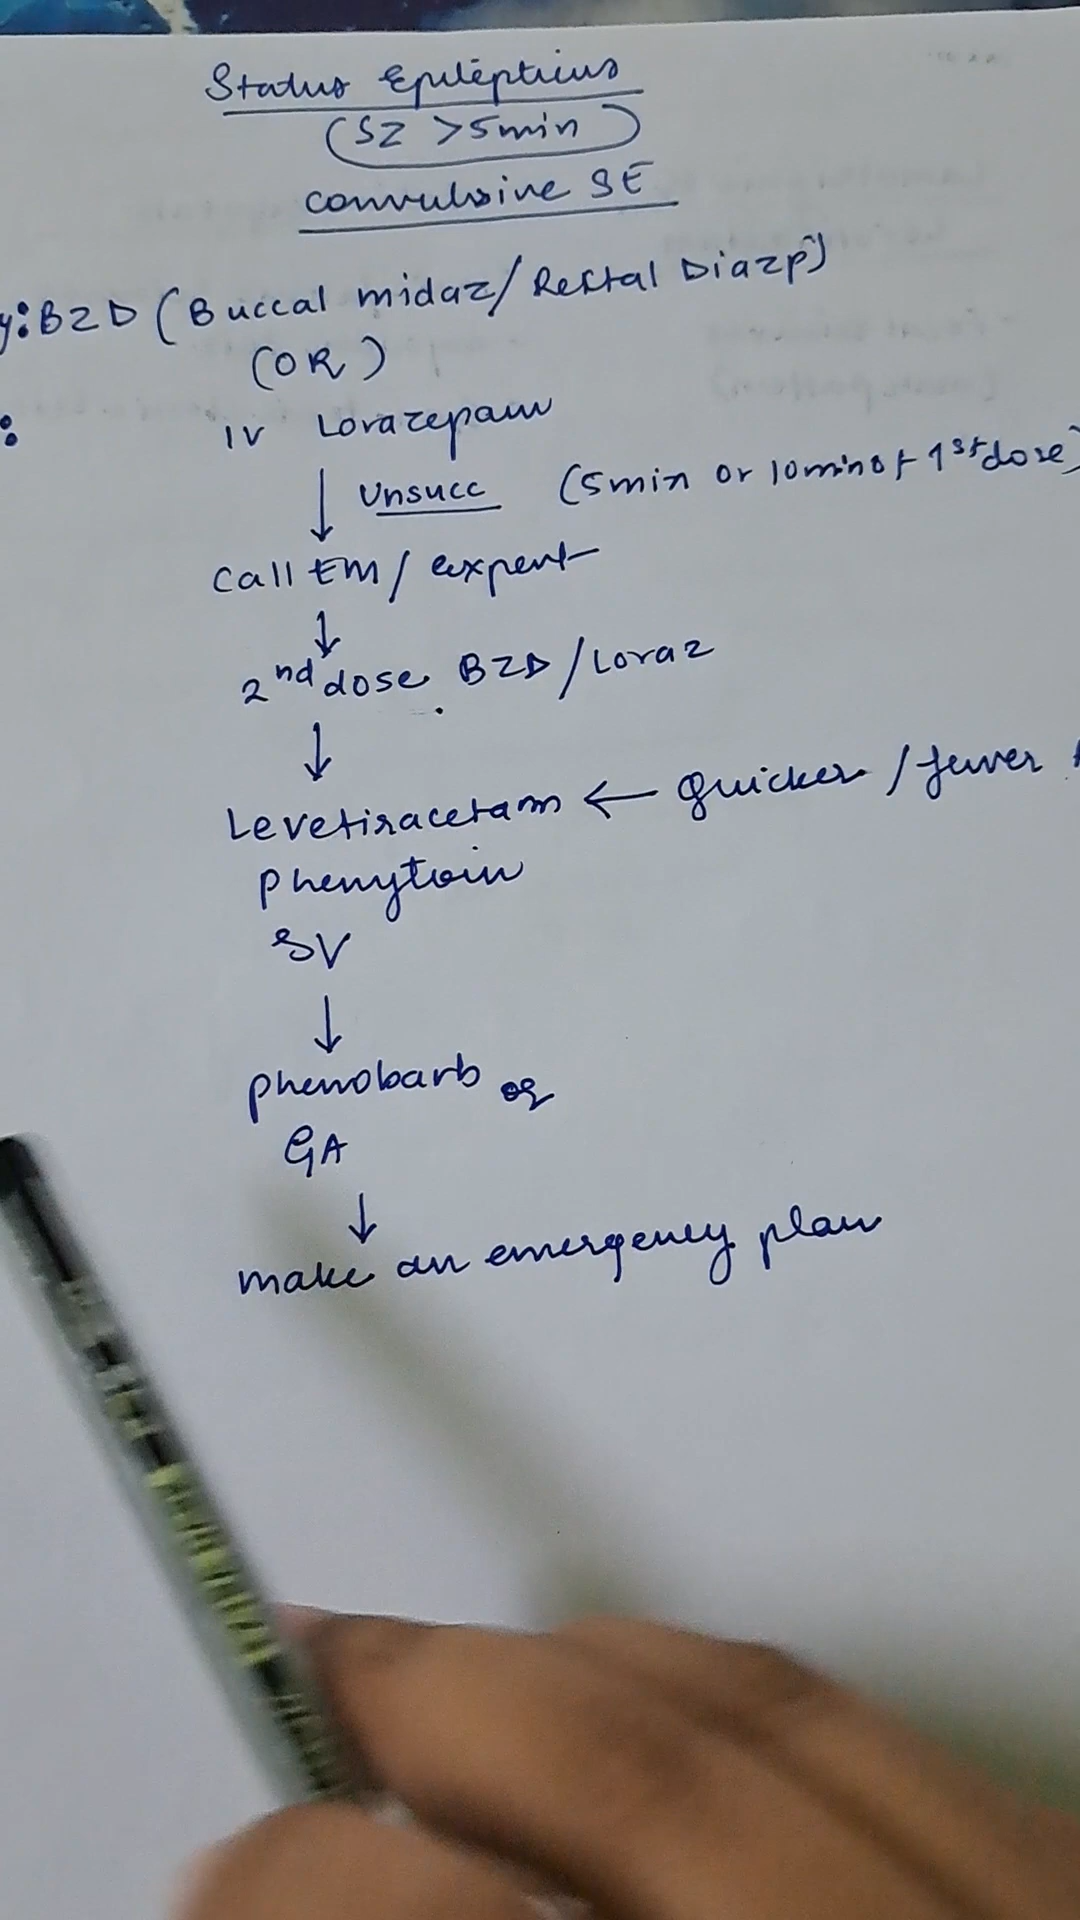 Status Epilepticus
(SZ >5min)
convulsive SE
y: BZD (Buccal midaz/Rectal Diazp)
(OR)
: IV Lorazepam
↓ Unsucc (5min or 10min of 1st dose)
call EM/ expert
↓
2nd dose BZD/Loraz
↓
Levetiracetam ← quicker /fewer
phenytoin
SV
↓
phenobarb or
GA
↓
make an emergency plan